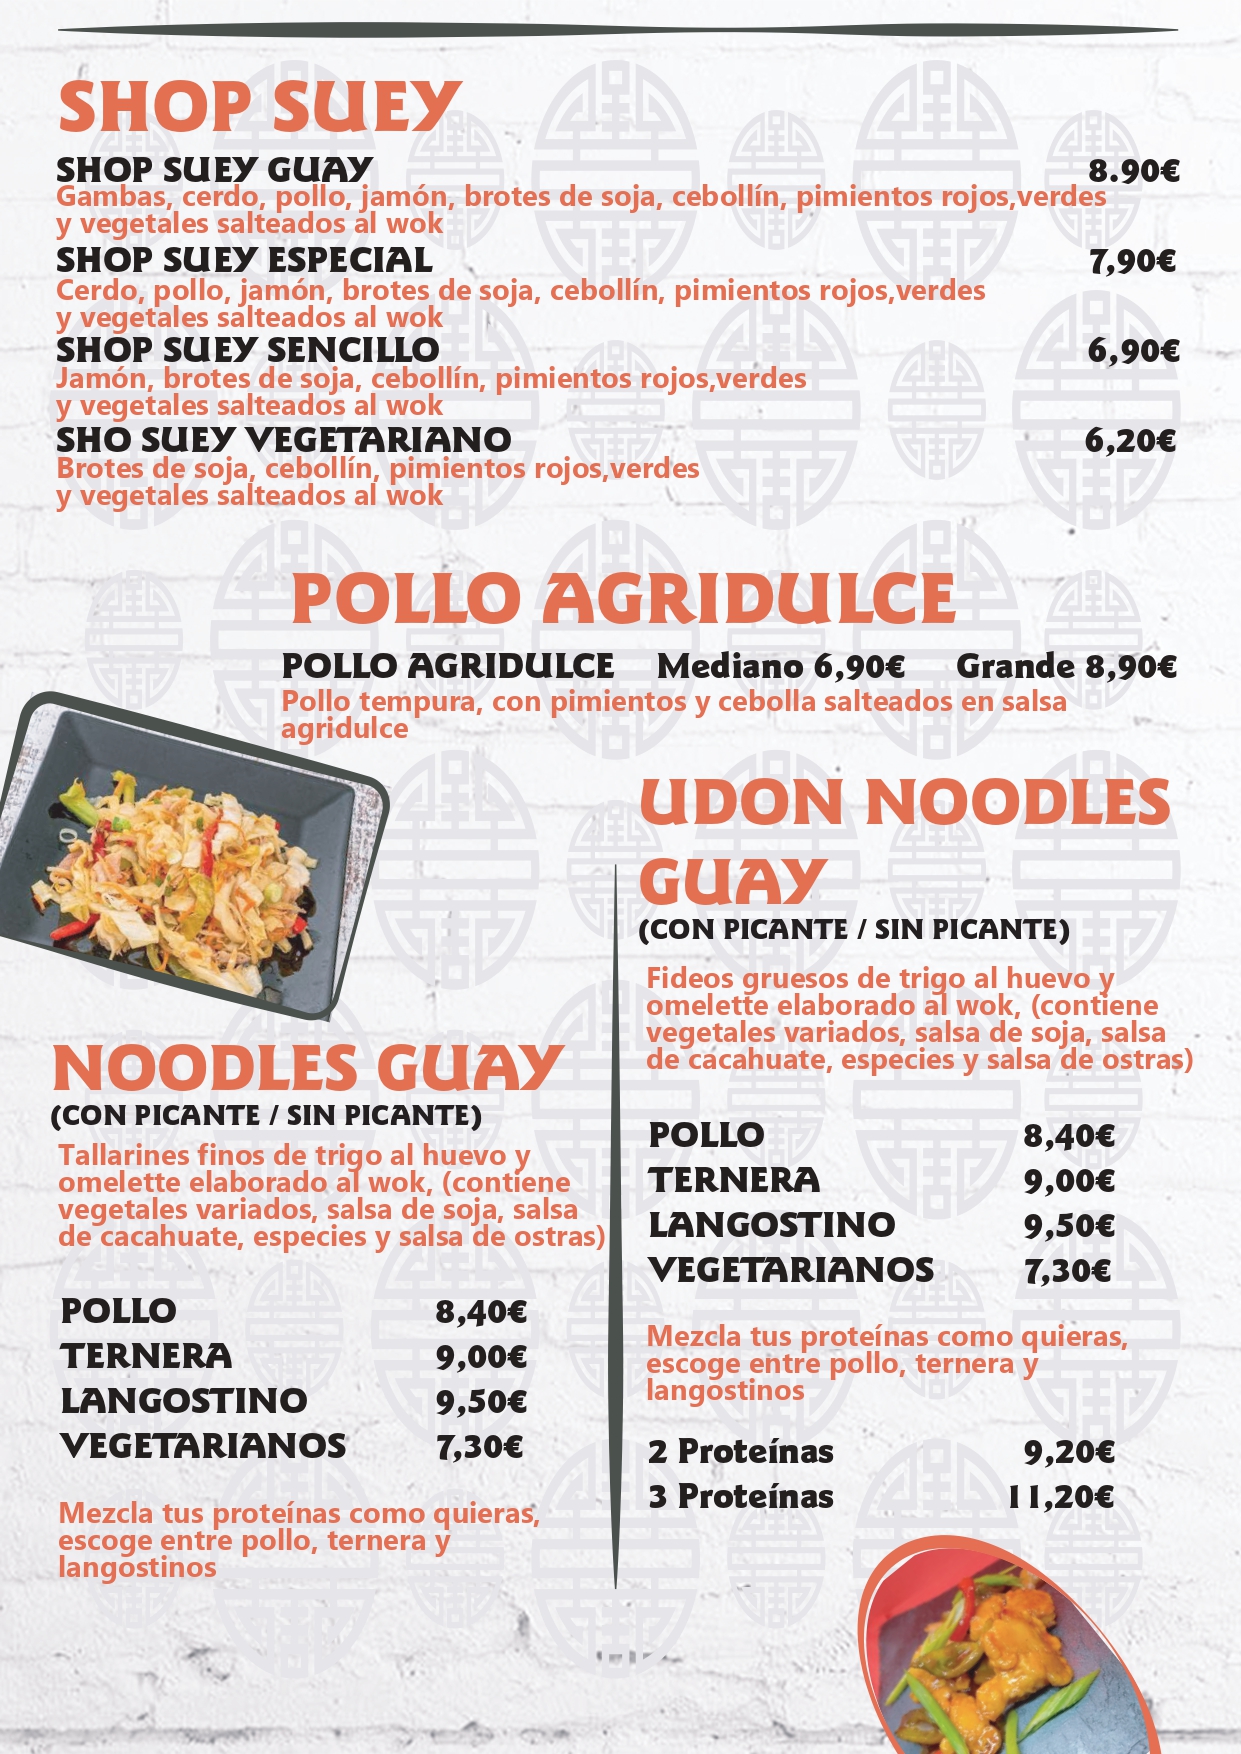 SHOP SUEY
SHOP SUEY GUAY 8.90€
Gambas, cerdo, pollo, jamón, brotes de soja, cebollín, pimientos rojos,verdes
y vegetales salteados al wok
SHOP SUEY ESPECIAL 7,90€
Cerdo, pollo, jamón, brotes de soja, cebollín, pimientos rojos,verdes
y vegetales salteados al wok
SHOP SUEY SENCILLO 6,90€
Jamón, brotes de soja, cebollín, pimientos rojos,verdes
y vegetales salteados al wok
SHO SUEY VEGETARIANO 6,20€
Brotes de soja, cebollín, pimientos rojos,verdes
y vegetales salteados al wok
POLLO AGRIDULCE
POLLO AGRIDULCE Mediano 6,90€ Grande 8,90€
Pollo tempura, con pimientos y cebolla salteados en salsa
agridulce
NOODLES GUAY
(CON PICANTE / SIN PICANTE)
Tallarines finos de trigo al huevo y
omelette elaborado al wok, (contiene
vegetales variados, salsa de soja, salsa
de cacahuate, especies y salsa de ostras)
POLLO 8,40€
TERNERA 9,00€
LANGOSTINO 9,50€
VEGETARIANOS 7,30€
Mezcla tus proteínas como quieras,
escoge entre pollo, ternera y
langostinos
UDON NOODLES
GUAY
(CON PICANTE / SIN PICANTE)
Fideos gruesos de trigo al huevo y
omelette elaborado al wok, (contiene
vegetales variados, salsa de soja, salsa
de cacahuate, especies y salsa de ostras)
POLLO 8,40€
TERNERA 9,00€
LANGOSTINO 9,50€
VEGETARIANOS 7,30€
Mezcla tus proteínas como quieras,
escoge entre pollo, ternera y
langostinos
2 Proteínas 9,20€
3 Proteínas 11,20€